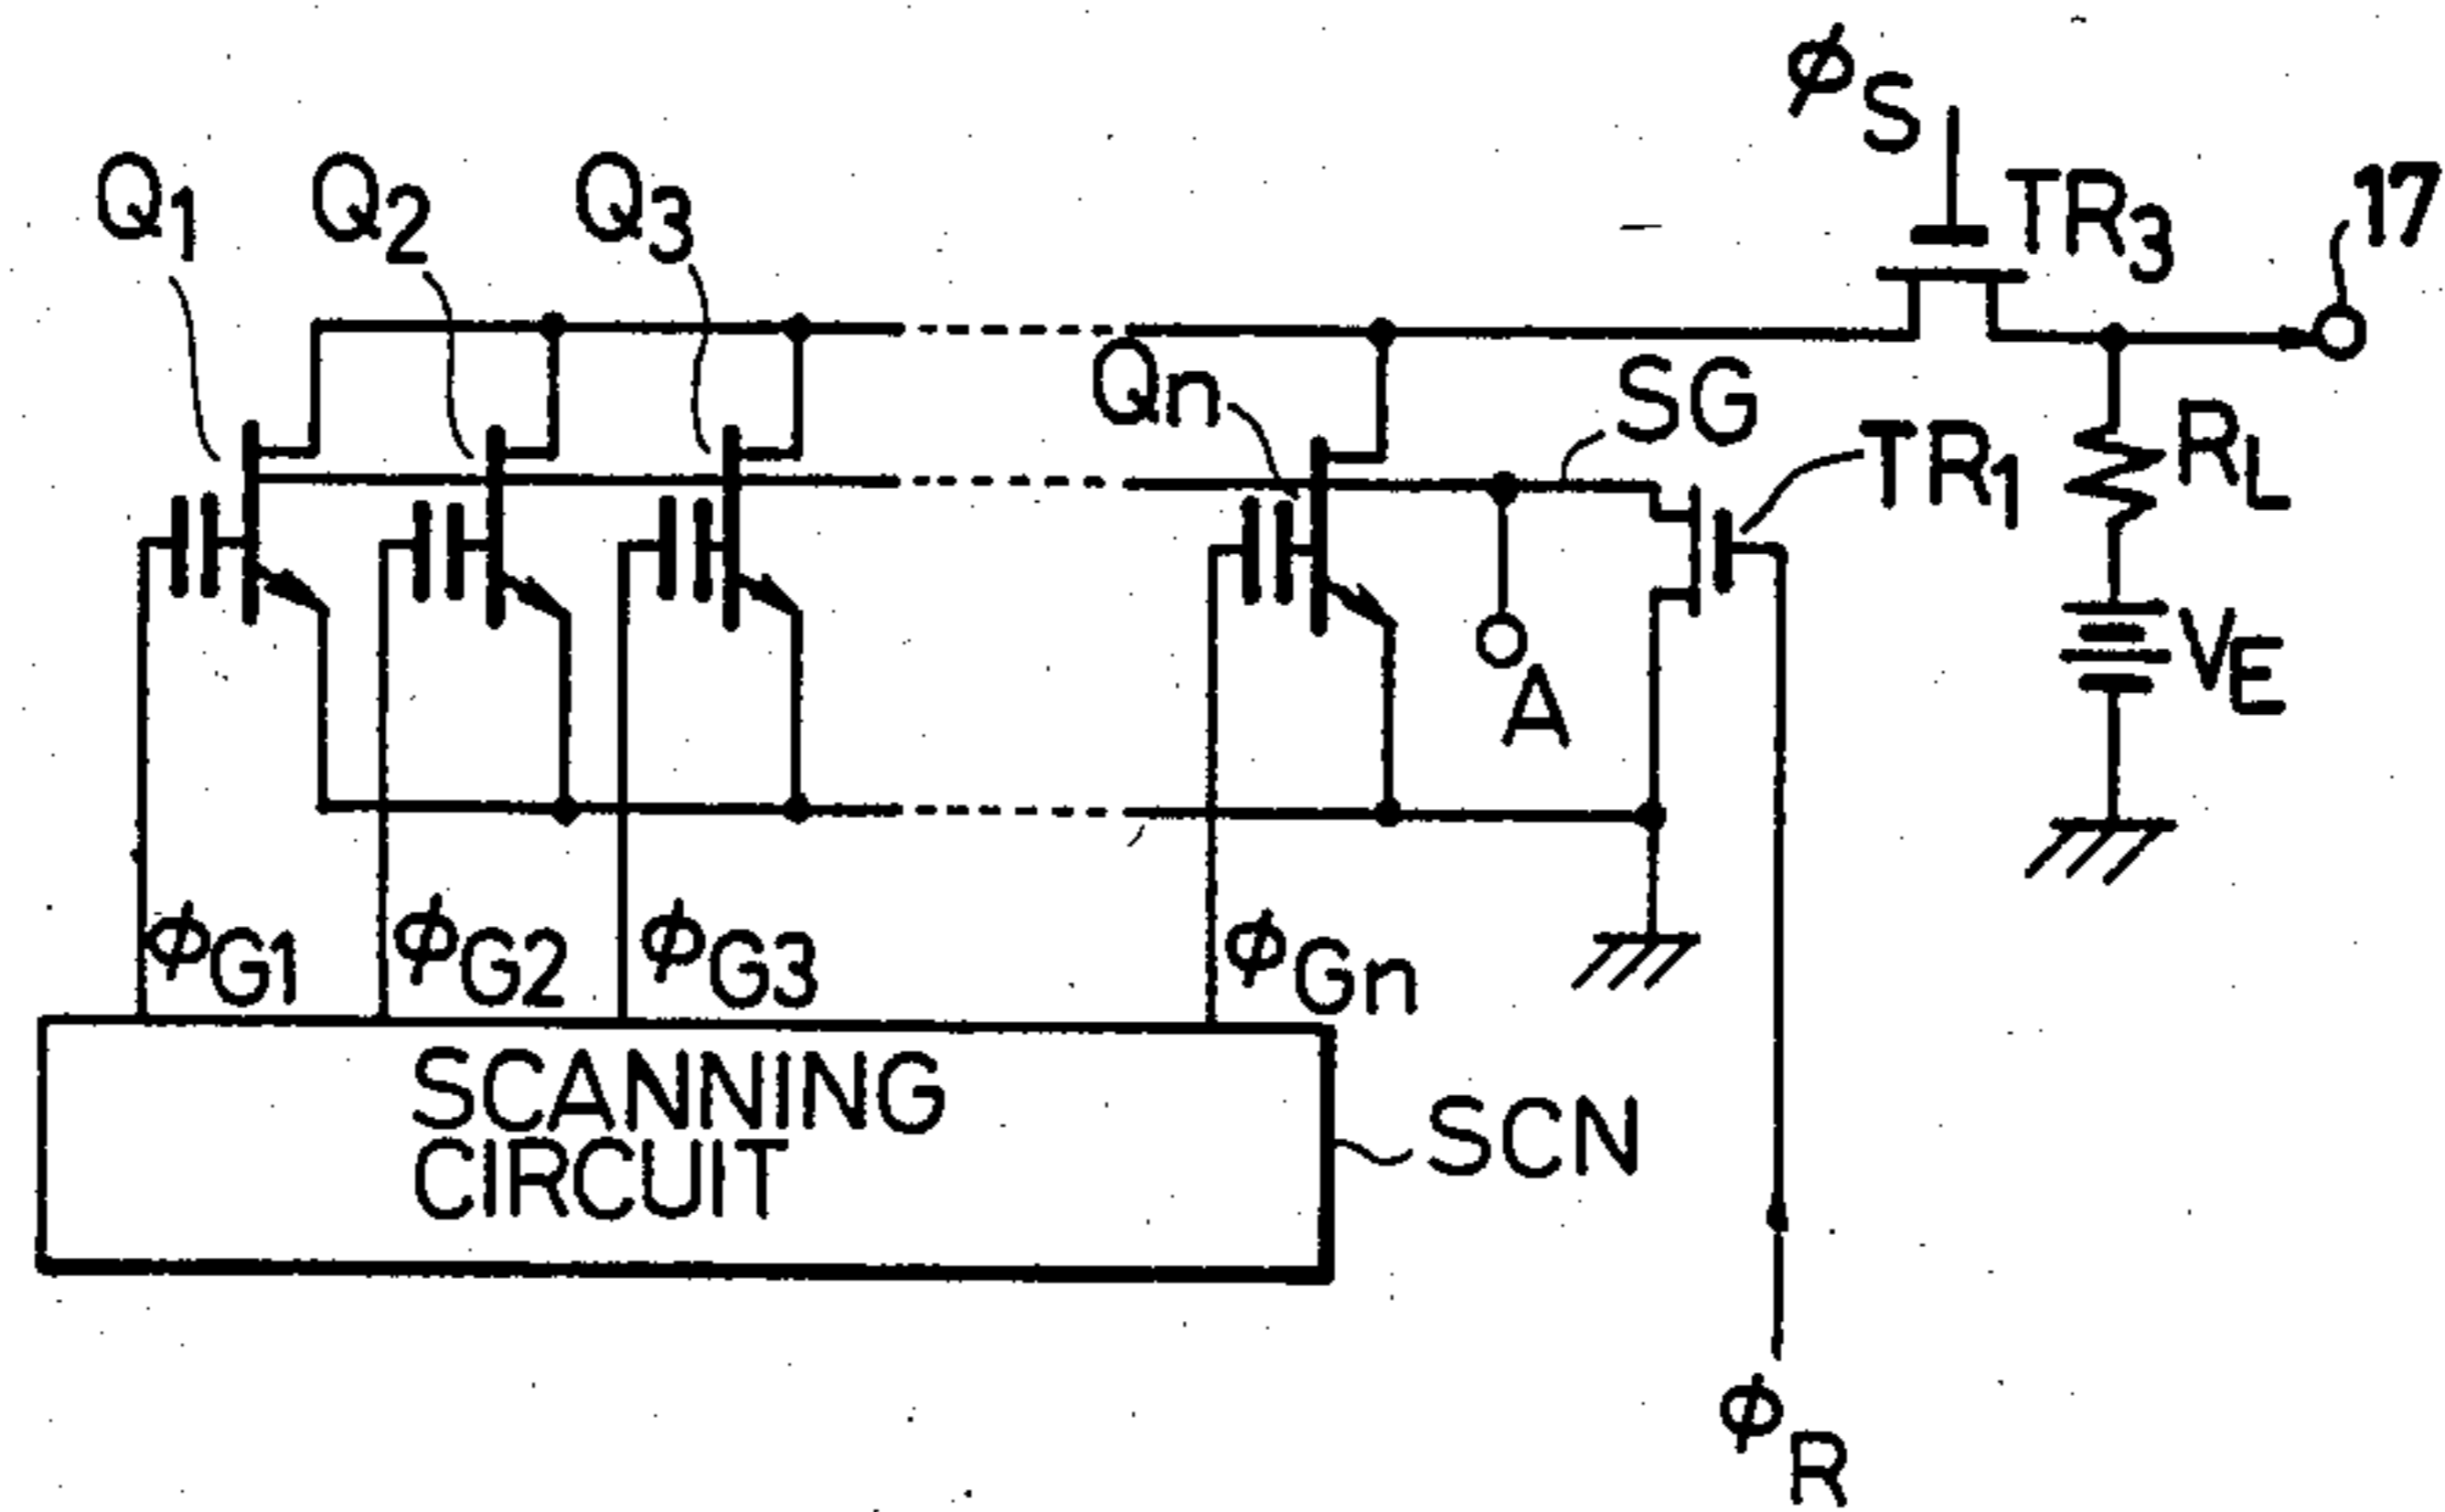 Q1
Q2
Q3
Qn
φS
TR3
17
SG
TR1
RL
A
VE
φG1
φG2
φG3
φGn
SCANNING
CIRCUIT
SCN
φR